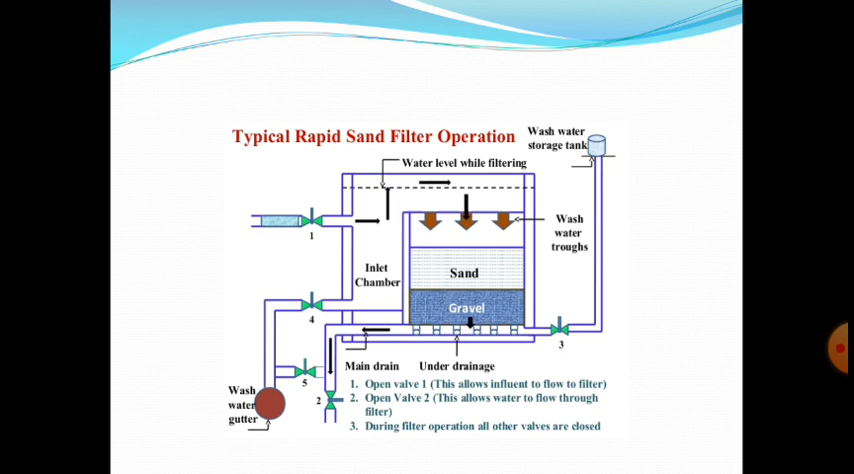 Typical Rapid Sand Filter Operation
Wash water
storage tank
Water level while filtering
Wash
water
troughs
1
Inlet
Chamber
Sand
Gravel
4
3
Main drain
Under drainage
5
2
Wash
water
gutter
1. Open valve 1 (This allows influent to flow to filter)
2. Open Valve 2 (This allows water to flow through
filter)
3. During filter operation all other valves are closed